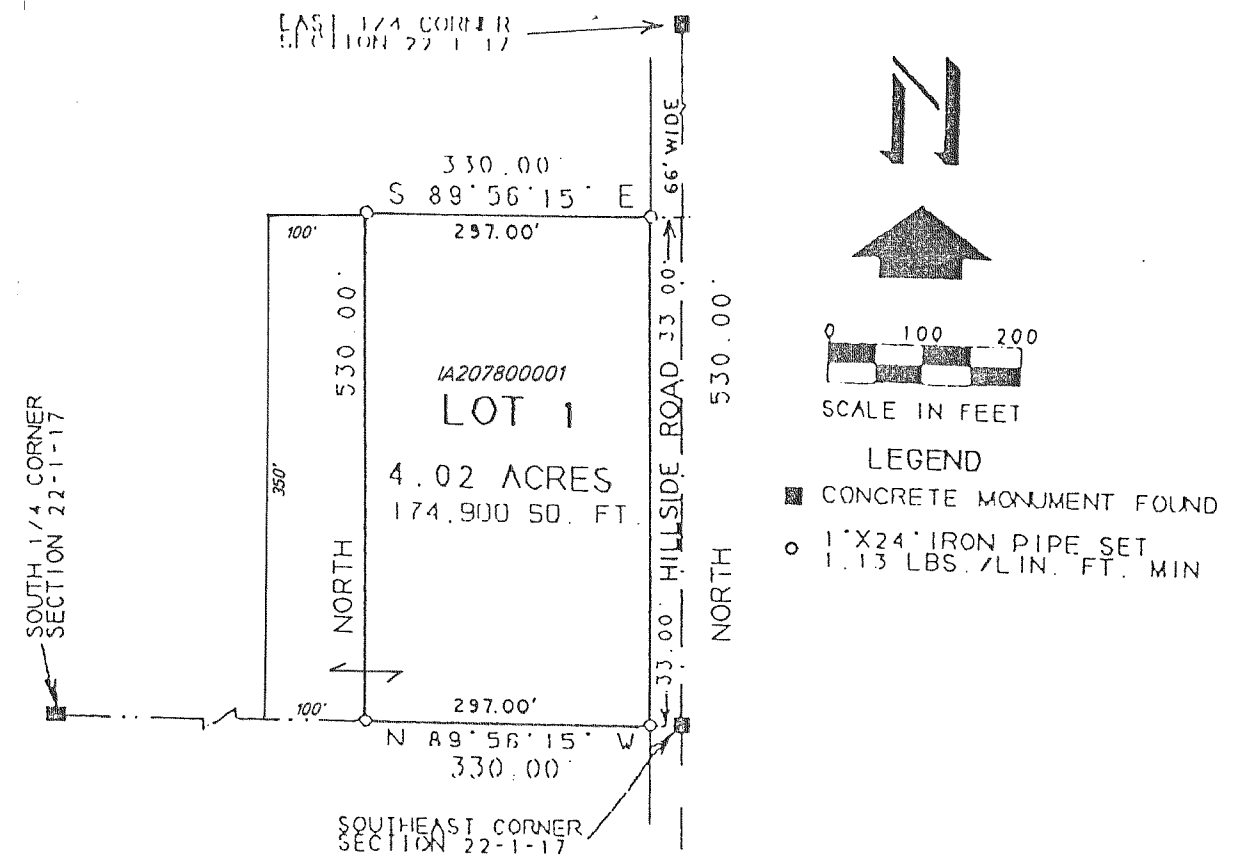 EAST 1/4 CORNER
SECTION 22-1-17
66' WIDE
330.00'
S 89°56'15" E
100'
297.00'
530.00'
33.00'
530.00'
0 100 200
SCALE IN FEET
IA207800001
LOT 1
4.02 ACRES
174,900 SQ. FT.
HILLSIDE ROAD
LEGEND
CONCRETE MONUMENT FOUND
1"X24" IRON PIPE SET
1.13 LBS./LIN. FT. MIN
SOUTH 1/4 CORNER
SECTION 22-1-17
350'
NORTH
NORTH
33.00'
100'
297.00'
N 89°56'15" W
330.00'
SOUTHEAST CORNER
SECTION 22-1-17
N